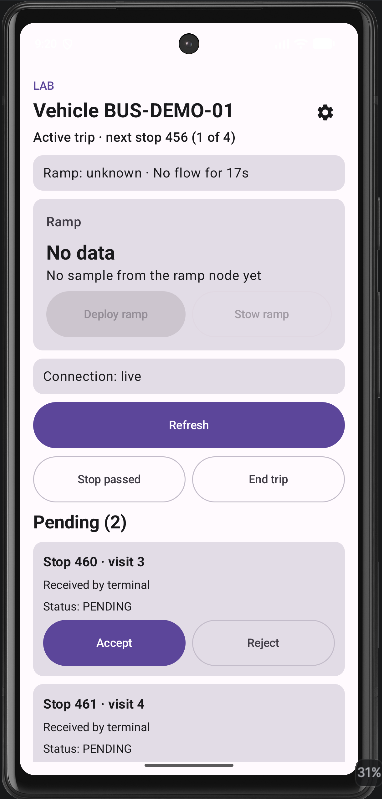 LAB
Vehicle BUS-DEMO-01
Active trip · next stop 456 (1 of 4)
Ramp: unknown · No flow for 17s
Ramp
No data
No sample from the ramp node yet
Deploy ramp
Stow ramp
Connection: live
Refresh
Stop passed
End trip
Pending (2)
Stop 460 · visit 3
Received by terminal
Status: PENDING
Accept
Reject
Stop 461 · visit 4
Received by terminal
Status: PENDING
31%